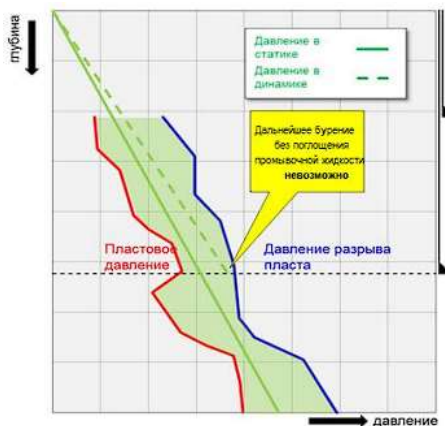 глубина
Давление в
статике
Давление в
динамике
Дальнейшее бурение
без поглощения
промывочной жидкости
невозможно
Пластовое
давление
Давление разрыва
пласта
давление